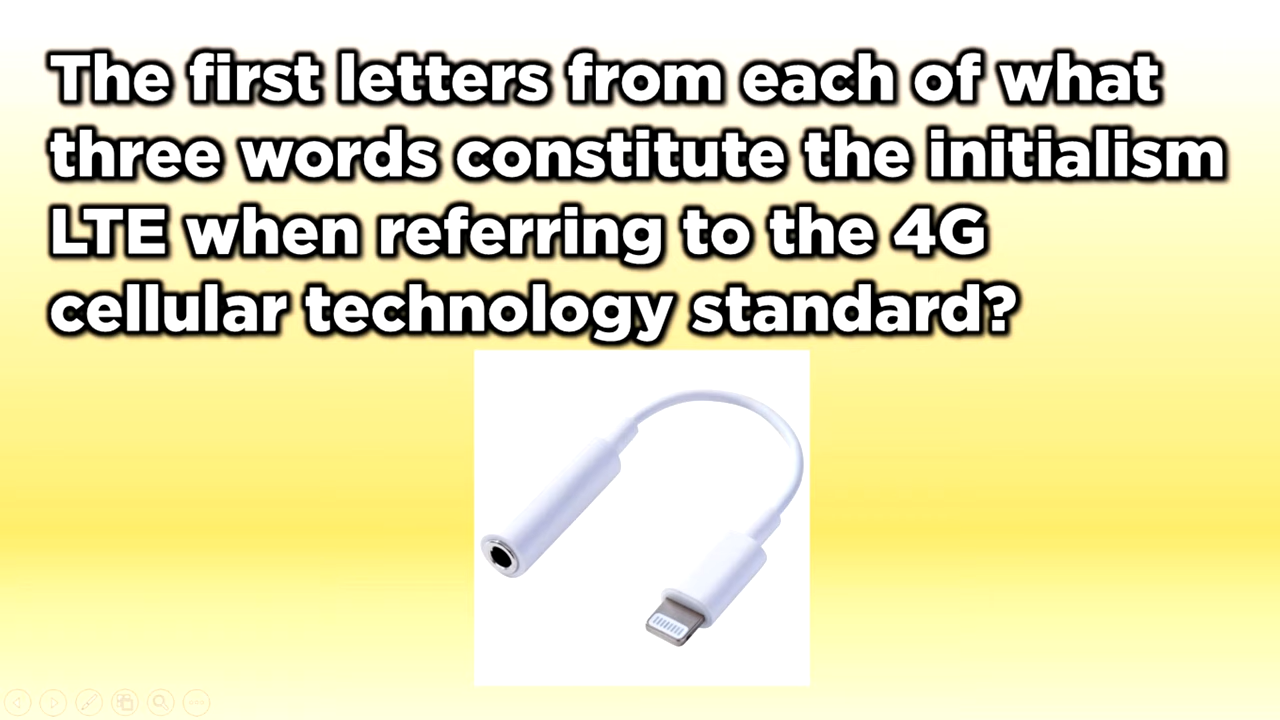 The first letters from each of what
three words constitute the initialism
LTE when referring to the 4G
cellular technology standard?